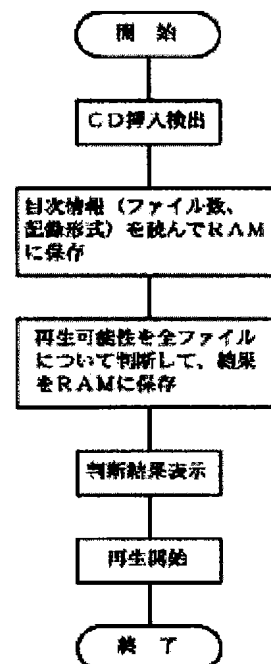 開 始
CD挿入検出
目次情報（ファイル数、
記録形式）を読んでRAM
に保存
再生可能性を全ファイル
について判断して、結果
をRAMに保存
判断結果表示
再生開始
終 了